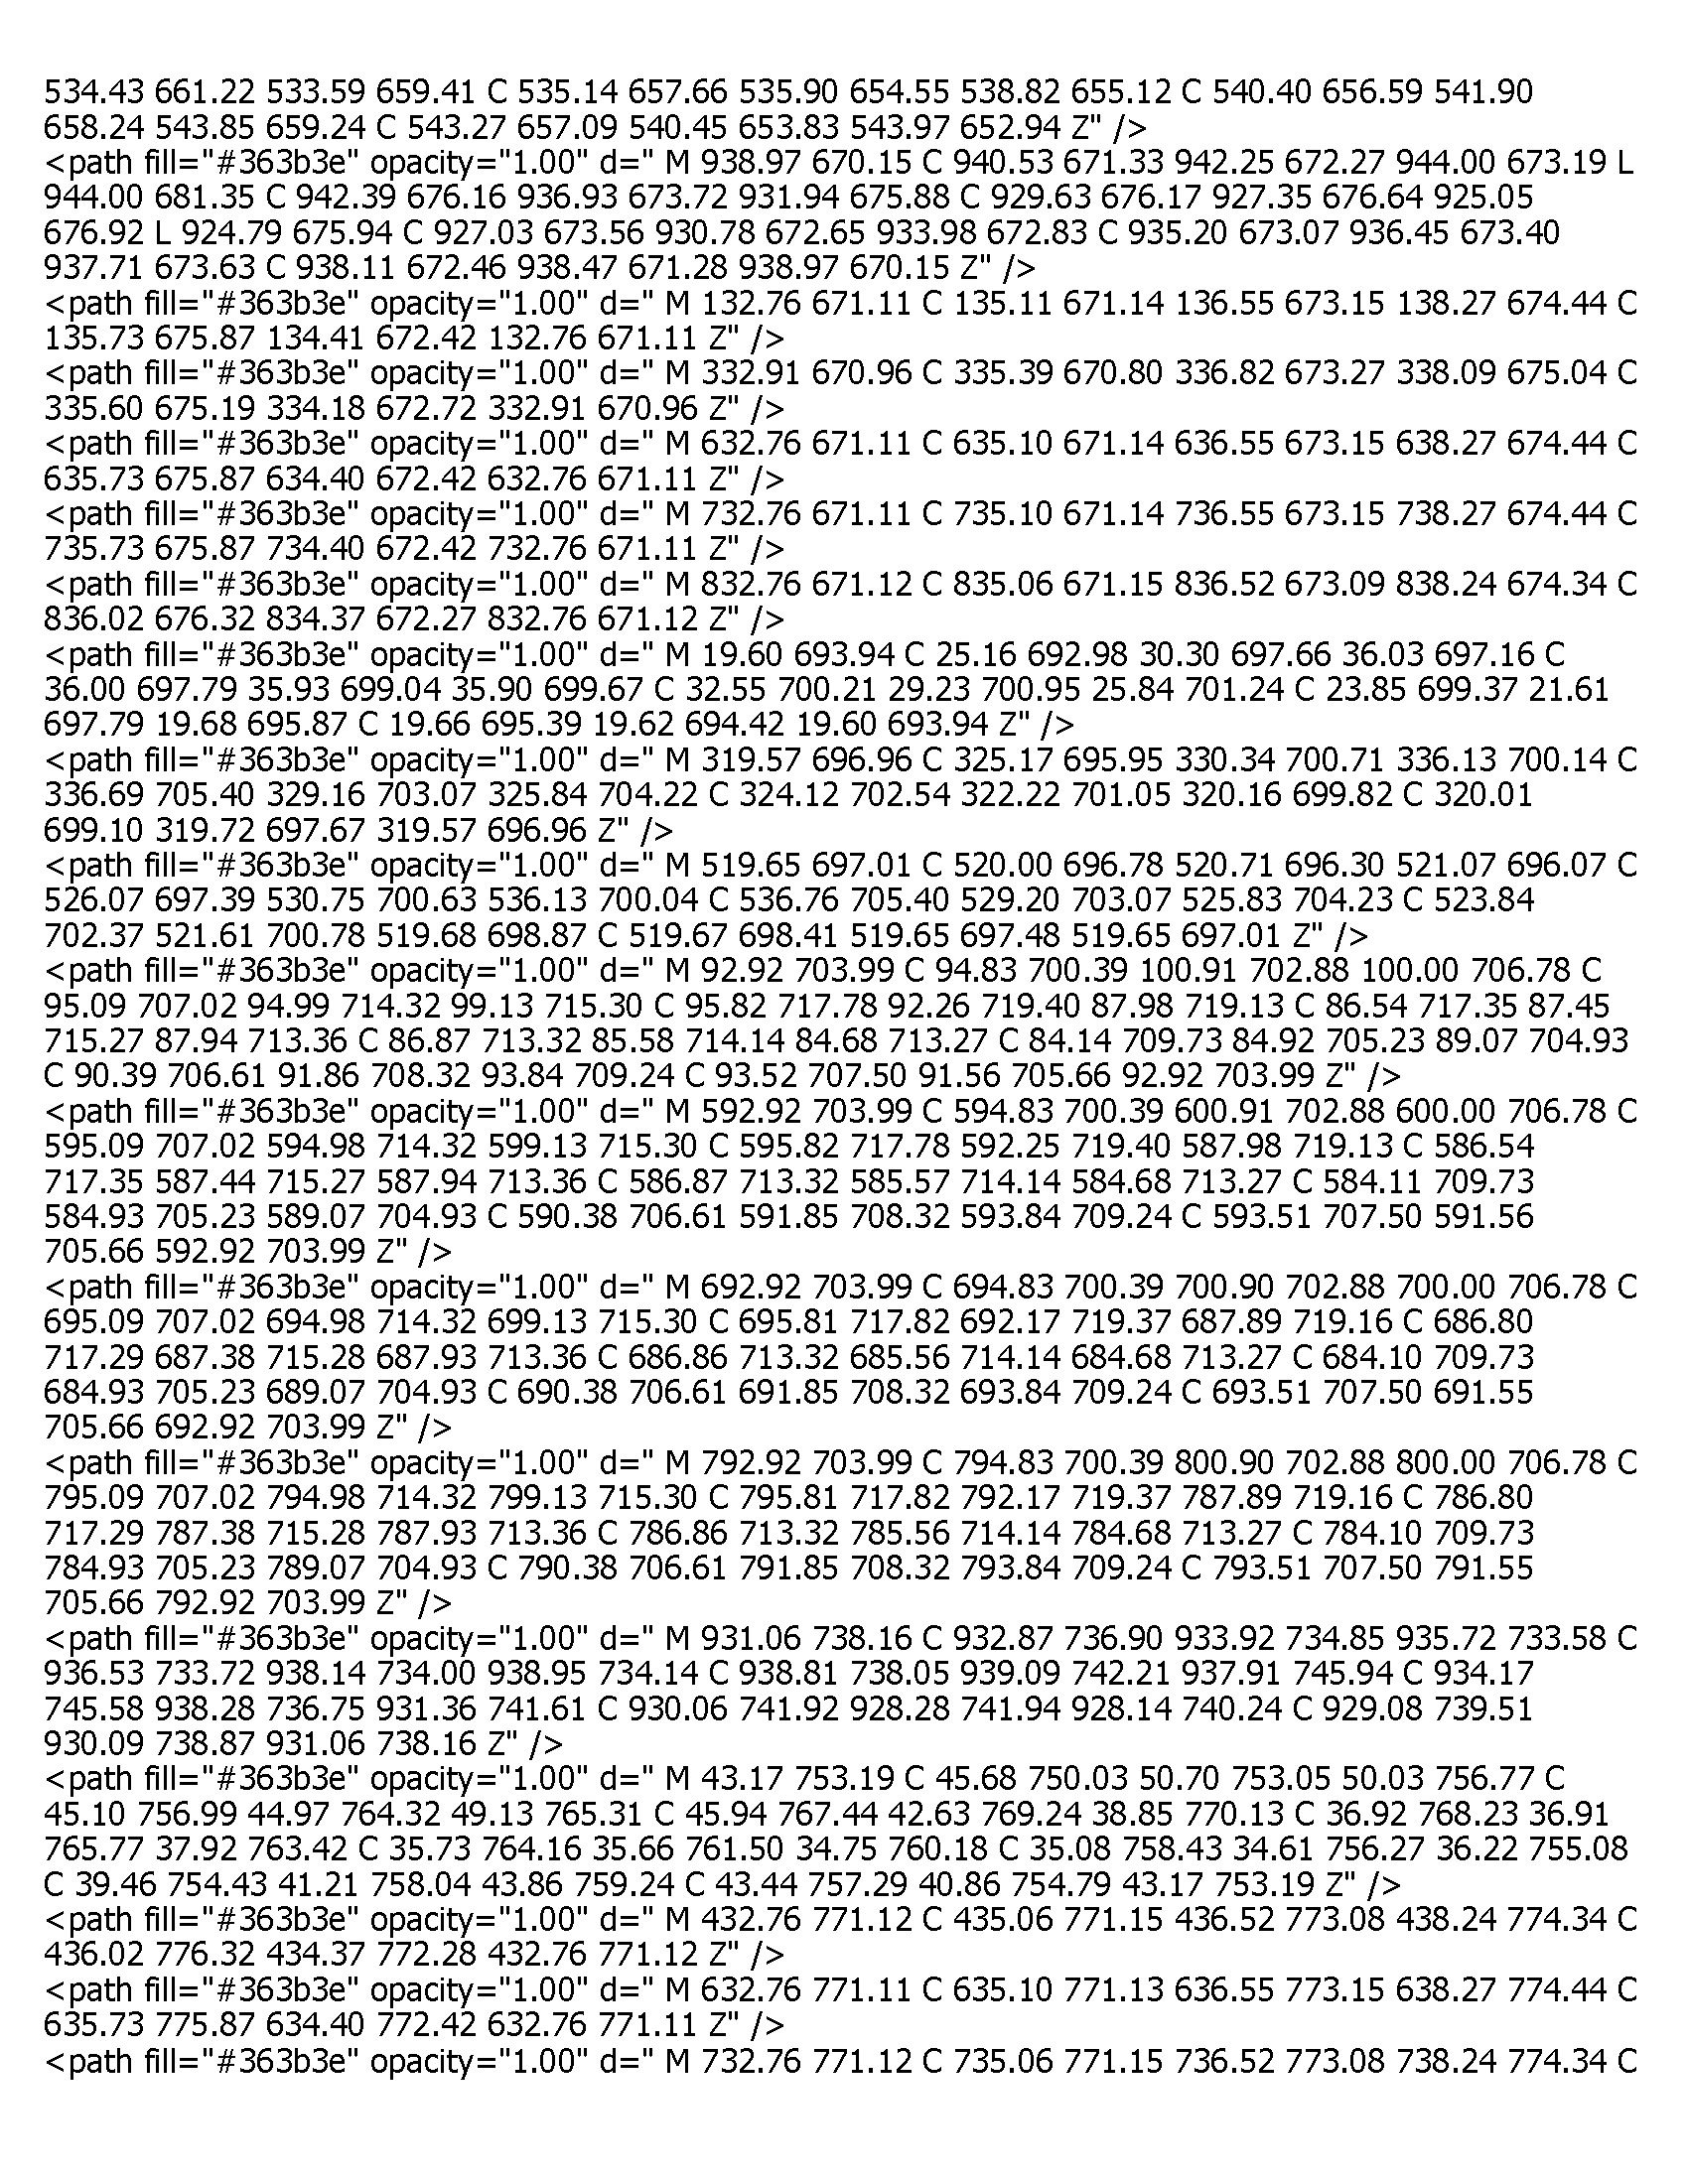 534.43 661.22 533.59 659.41 C 535.14 657.66 535.90 654.55 538.82 655.12 C 540.40 656.59 541.90
658.24 543.85 659.24 C 543.27 657.09 540.45 653.83 543.97 652.94 Z" />
<path fill="#363b3e" opacity="1.00" d=" M 938.97 670.15 C 940.53 671.33 942.25 672.27 944.00 673.19 L
944.00 681.35 C 942.39 676.16 936.93 673.72 931.94 675.88 C 929.63 676.17 927.35 676.64 925.05
676.92 L 924.79 675.94 C 927.03 673.56 930.78 672.65 933.98 672.83 C 935.20 673.07 936.45 673.40
937.71 673.63 C 938.11 672.46 938.47 671.28 938.97 670.15 Z" />
<path fill="#363b3e" opacity="1.00" d=" M 132.76 671.11 C 135.11 671.14 136.55 673.15 138.27 674.44 C
135.73 675.87 134.41 672.42 132.76 671.11 Z" />
<path fill="#363b3e" opacity="1.00" d=" M 332.91 670.96 C 335.39 670.80 336.82 673.27 338.09 675.04 C
335.60 675.19 334.18 672.72 332.91 670.96 Z" />
<path fill="#363b3e" opacity="1.00" d=" M 632.76 671.11 C 635.10 671.14 636.55 673.15 638.27 674.44 C
635.73 675.87 634.40 672.42 632.76 671.11 Z" />
<path fill="#363b3e" opacity="1.00" d=" M 732.76 671.11 C 735.10 671.14 736.55 673.15 738.27 674.44 C
735.73 675.87 734.40 672.42 732.76 671.11 Z" />
<path fill="#363b3e" opacity="1.00" d=" M 832.76 671.12 C 835.06 671.15 836.52 673.09 838.24 674.34 C
836.02 676.32 834.37 672.27 832.76 671.12 Z" />
<path fill="#363b3e" opacity="1.00" d=" M 19.60 693.94 C 25.16 692.98 30.30 697.66 36.03 697.16 C
36.00 697.79 35.93 699.04 35.90 699.67 C 32.55 700.21 29.23 700.95 25.84 701.24 C 23.85 699.37 21.61
697.79 19.68 695.87 C 19.66 695.39 19.62 694.42 19.60 693.94 Z" />
<path fill="#363b3e" opacity="1.00" d=" M 319.57 696.96 C 325.17 695.95 330.34 700.71 336.13 700.14 C
336.69 705.40 329.16 703.07 325.84 704.22 C 324.12 702.54 322.22 701.05 320.16 699.82 C 320.01
699.10 319.72 697.67 319.57 696.96 Z" />
<path fill="#363b3e" opacity="1.00" d=" M 519.65 697.01 C 520.00 696.78 520.71 696.30 521.07 696.07 C
526.07 697.39 530.75 700.63 536.13 700.04 C 536.76 705.40 529.20 703.07 525.83 704.23 C 523.84
702.37 521.61 700.78 519.68 698.87 C 519.67 698.41 519.65 697.48 519.65 697.01 Z" />
<path fill="#363b3e" opacity="1.00" d=" M 92.92 703.99 C 94.83 700.39 100.91 702.88 100.00 706.78 C
95.09 707.02 94.99 714.32 99.13 715.30 C 95.82 717.78 92.26 719.40 87.98 719.13 C 86.54 717.35 87.45
715.27 87.94 713.36 C 86.87 713.32 85.58 714.14 84.68 713.27 C 84.14 709.73 84.92 705.23 89.07 704.93
C 90.39 706.61 91.86 708.32 93.84 709.24 C 93.52 707.50 91.56 705.66 92.92 703.99 Z" />
<path fill="#363b3e" opacity="1.00" d=" M 592.92 703.99 C 594.83 700.39 600.91 702.88 600.00 706.78 C
595.09 707.02 594.98 714.32 599.13 715.30 C 595.82 717.78 592.25 719.40 587.98 719.13 C 586.54
717.35 587.44 715.27 587.94 713.36 C 586.87 713.32 585.57 714.14 584.68 713.27 C 584.11 709.73
584.93 705.23 589.07 704.93 C 590.38 706.61 591.85 708.32 593.84 709.24 C 593.51 707.50 591.56
705.66 592.92 703.99 Z" />
<path fill="#363b3e" opacity="1.00" d=" M 692.92 703.99 C 694.83 700.39 700.90 702.88 700.00 706.78 C
695.09 707.02 694.98 714.32 699.13 715.30 C 695.81 717.82 692.17 719.37 687.89 719.16 C 686.80
717.29 687.38 715.28 687.93 713.36 C 686.86 713.32 685.56 714.14 684.68 713.27 C 684.10 709.73
684.93 705.23 689.07 704.93 C 690.38 706.61 691.85 708.32 693.84 709.24 C 693.51 707.50 691.55
705.66 692.92 703.99 Z" />
<path fill="#363b3e" opacity="1.00" d=" M 792.92 703.99 C 794.83 700.39 800.90 702.88 800.00 706.78 C
795.09 707.02 794.98 714.32 799.13 715.30 C 795.81 717.82 792.17 719.37 787.89 719.16 C 786.80
717.29 787.38 715.28 787.93 713.36 C 786.86 713.32 785.56 714.14 784.68 713.27 C 784.10 709.73
784.93 705.23 789.07 704.93 C 790.38 706.61 791.85 708.32 793.84 709.24 C 793.51 707.50 791.55
705.66 792.92 703.99 Z" />
<path fill="#363b3e" opacity="1.00" d=" M 931.06 738.16 C 932.87 736.90 933.92 734.85 935.72 733.58 C
936.53 733.72 938.14 734.00 938.95 734.14 C 938.81 738.05 939.09 742.21 937.91 745.94 C 934.17
745.58 938.28 736.75 931.36 741.61 C 930.06 741.92 928.28 741.94 928.14 740.24 C 929.08 739.51
930.09 738.87 931.06 738.16 Z" />
<path fill="#363b3e" opacity="1.00" d=" M 43.17 753.19 C 45.68 750.03 50.70 753.05 50.03 756.77 C
45.10 756.99 44.97 764.32 49.13 765.31 C 45.94 767.44 42.63 769.24 38.85 770.13 C 36.92 768.23 36.91
765.77 37.92 763.42 C 35.73 764.16 35.66 761.50 34.75 760.18 C 35.08 758.43 34.61 756.27 36.22 755.08
C 39.46 754.43 41.21 758.04 43.86 759.24 C 43.44 757.29 40.86 754.79 43.17 753.19 Z" />
<path fill="#363b3e" opacity="1.00" d=" M 432.76 771.12 C 435.06 771.15 436.52 773.08 438.24 774.34 C
436.02 776.32 434.37 772.28 432.76 771.12 Z" />
<path fill="#363b3e" opacity="1.00" d=" M 632.76 771.11 C 635.10 771.13 636.55 773.15 638.27 774.44 C
635.73 775.87 634.40 772.42 632.76 771.11 Z" />
<path fill="#363b3e" opacity="1.00" d=" M 732.76 771.12 C 735.06 771.15 736.52 773.08 738.24 774.34 C